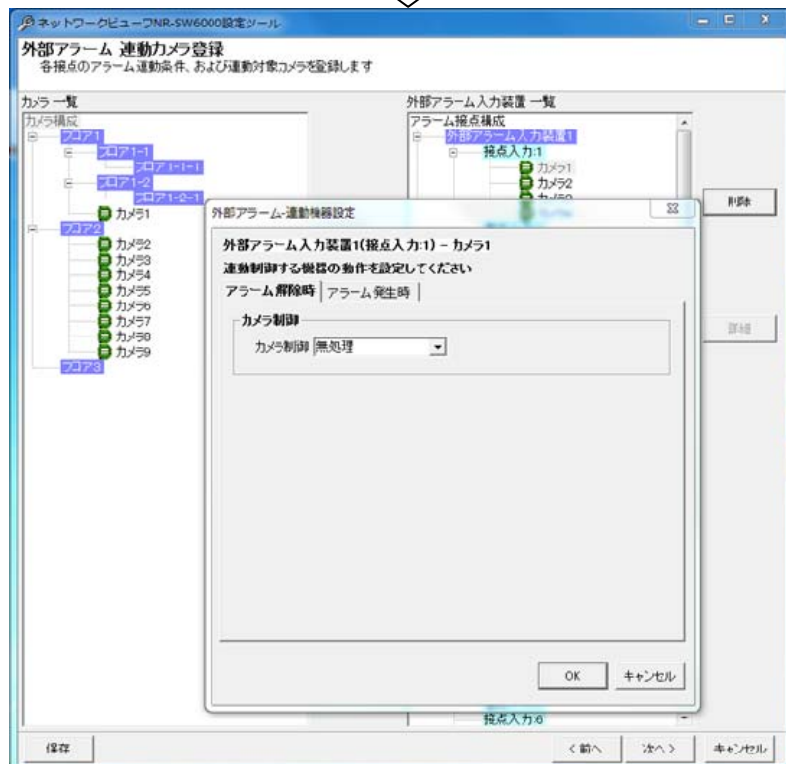 ネットワークビューワNR-SW6000設定ツール
外部アラーム 連動カメラ登録
各接点のアラーム連動条件、および連動対象カメラを登録します
カメラ一覧
カメラ構成
フロア1
フロア1-1
フロア1-1-1
フロア1-2
フロア1-2-1
カメラ1
フロア2
カメラ2
カメラ3
カメラ4
カメラ5
カメラ6
カメラ7
カメラ8
カメラ9
フロア3
外部アラーム入力装置 一覧
アラーム接点構成
外部アラーム入力装置1
接点入力:1
カメラ1
カメラ2
削除
詳細
外部アラーム-連動機器設定
外部アラーム入力装置1(接点入力:1) - カメラ1
連動制御する機器の動作を設定してください
アラーム解除時
アラーム発生時
カメラ制御
カメラ制御 無処理
OK
キャンセル
接点入力:6
保存
< 前へ
次へ >
キャンセル